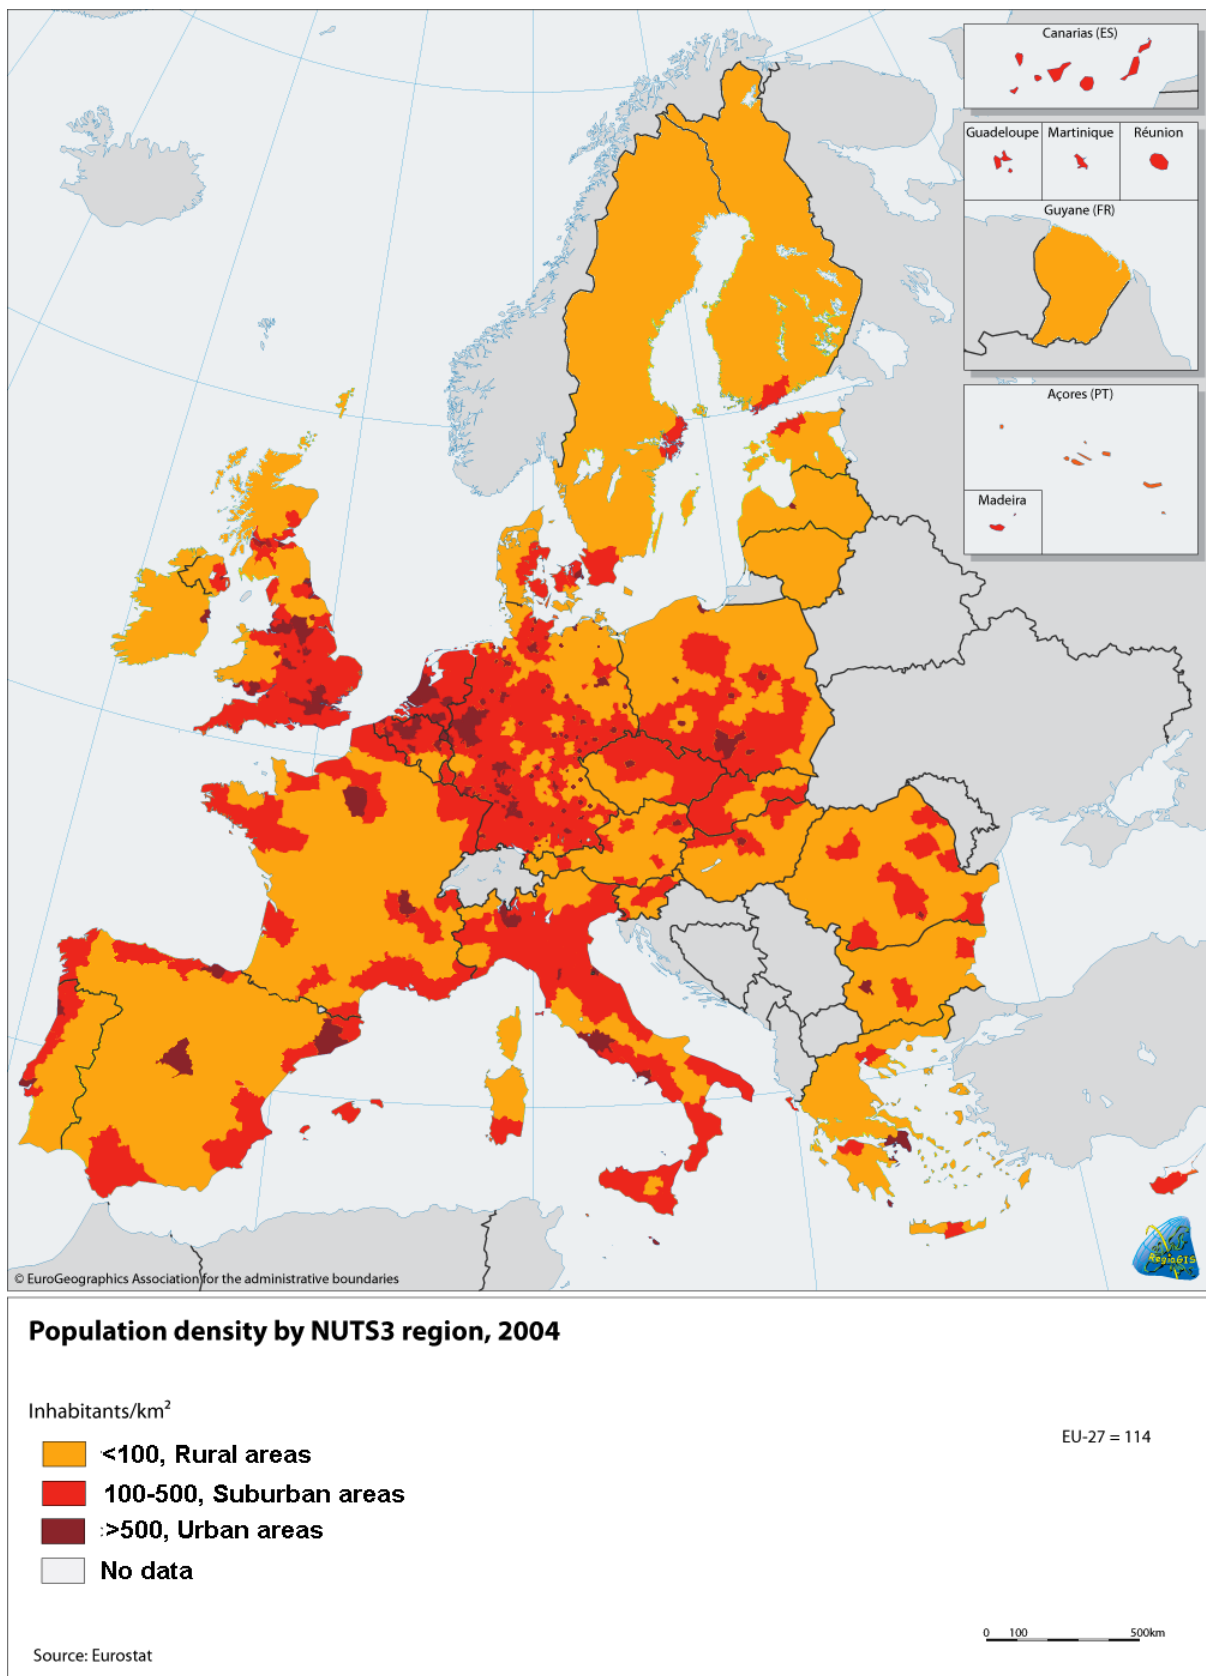 Canarias (ES)
Guadeloupe
Martinique
Réunion
Guyane (FR)
Açores (PT)
Madeira
RegioGIS
© EuroGeographics Association for the administrative boundaries
Population density by NUTS3 region, 2004
Inhabitants/km²
EU-27 = 114
<100, Rural areas
100-500, Suburban areas
>500, Urban areas
No data
0 100 500km
Source: Eurostat